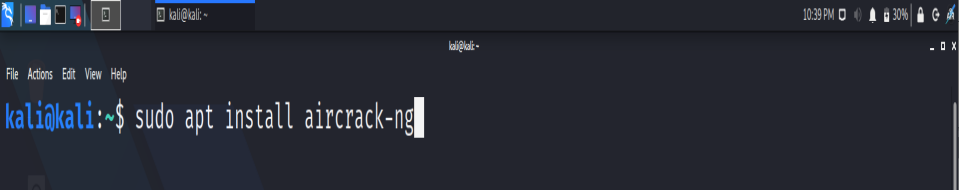 kali@kali: ~
10:39 PM
30%
kali@kali: ~
File Actions Edit View Help
kali@kali:~$ sudo apt install aircrack-ng